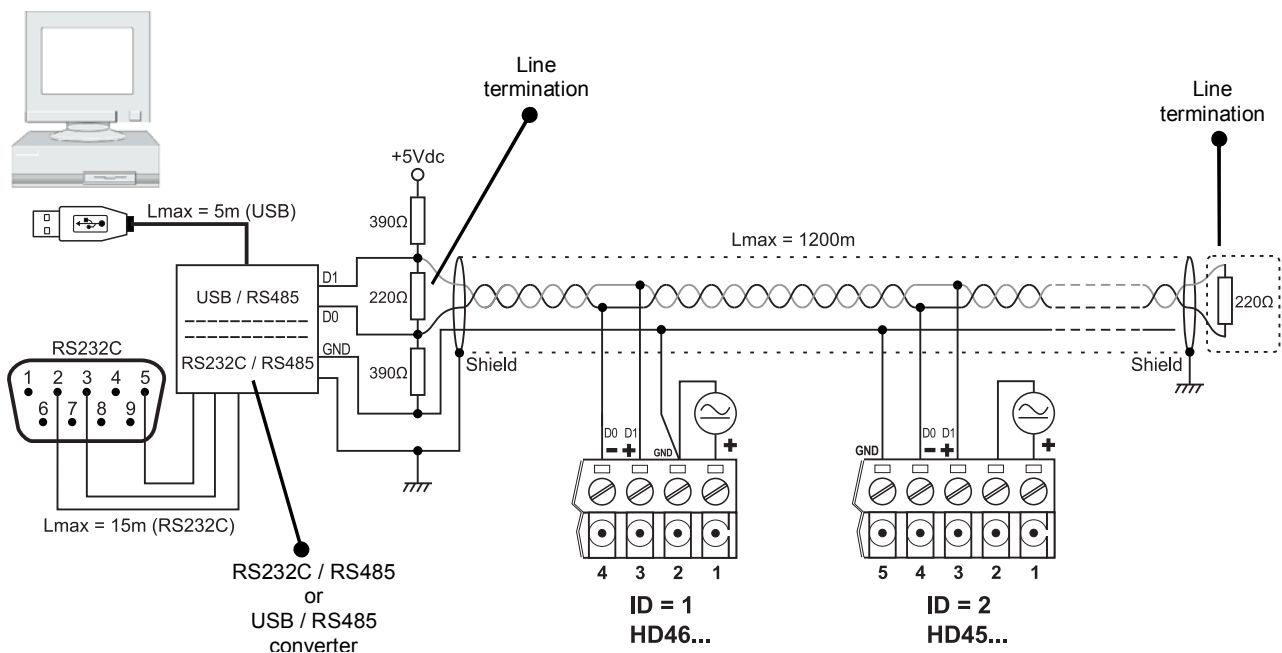 Line
termination
Line
termination
+5Vdc
390Ω
Lmax = 5m (USB)
Lmax = 1200m
D1
USB / RS485
220Ω
220Ω
D0
GND
RS232C
RS232C / RS485
390Ω
Shield
Shield
1 2 3 4 5
6 7 8 9
D0 D1
GND
- +
+
GND
D0 D1
- +
+
Lmax = 15m (RS232C)
RS232C / RS485
or
USB / RS485
converter
4 3 2 1
5 4 3 2 1
ID = 1
HD46...
ID = 2
HD45...